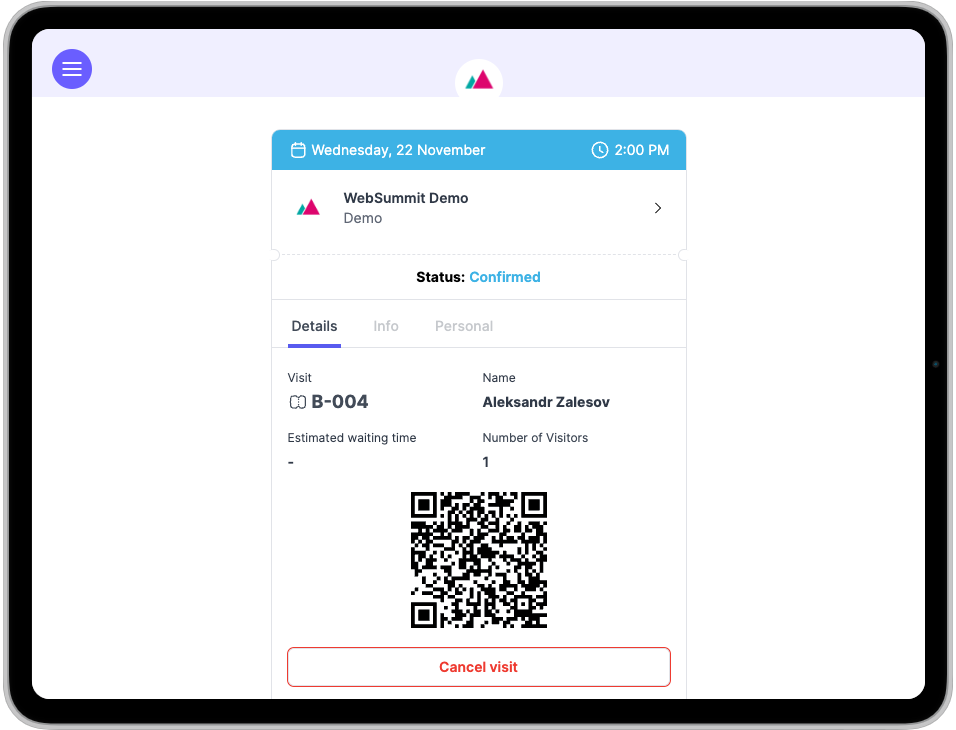 Wednesday, 22 November 2:00 PM
WebSummit Demo
Demo
Status: Confirmed
Details Info Personal
Visit Name
B-004 Aleksandr Zalesov
Estimated waiting time Number of Visitors
- 1
Cancel visit